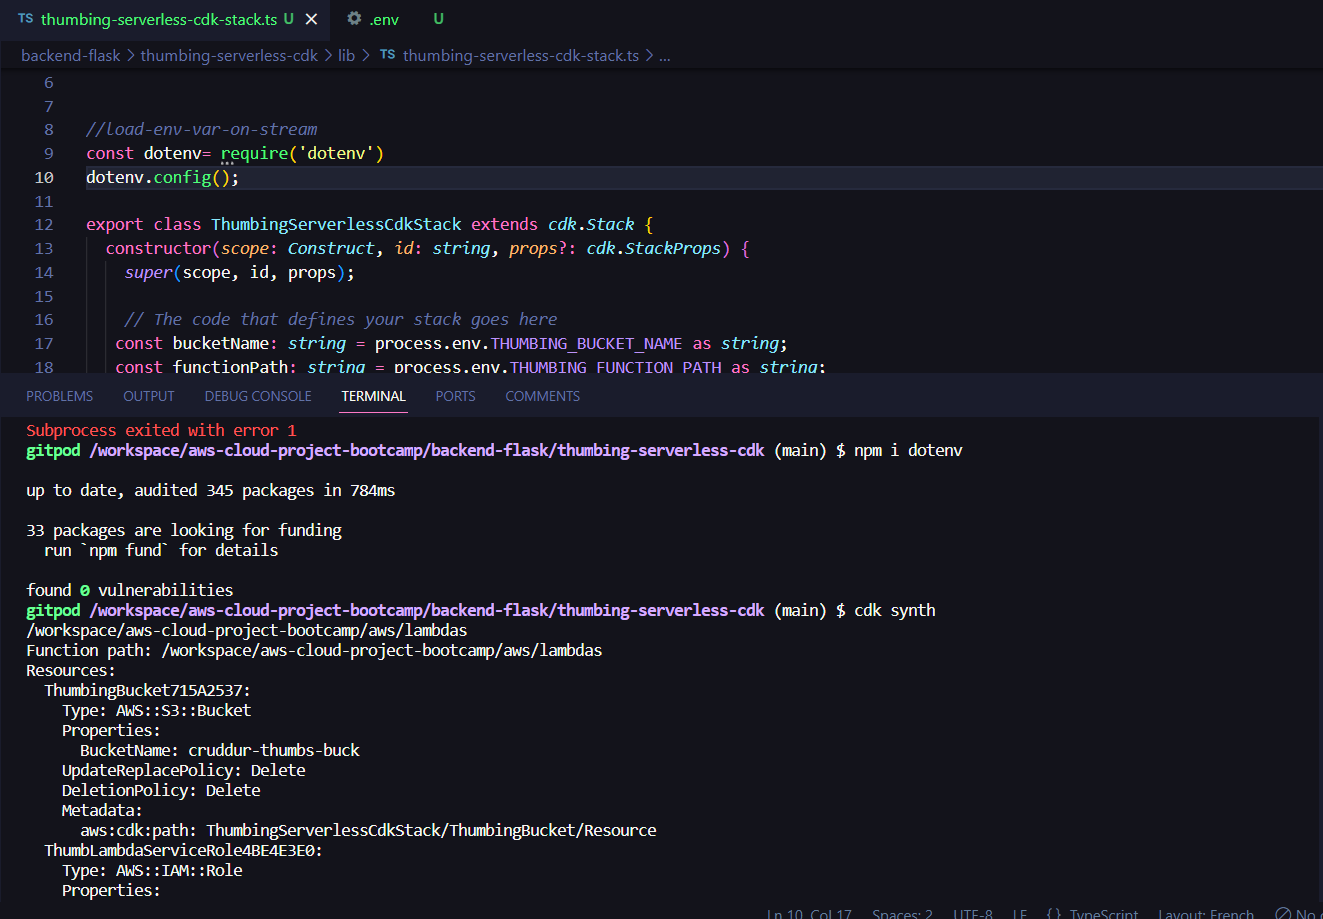 TS thumbing-serverless-cdk-stack.ts U × .env U
backend-flask > thumbing-serverless-cdk > lib > TS thumbing-serverless-cdk-stack.ts > ...
6
7
8 //load-env-var-on-stream
9 const dotenv= require('dotenv')
10 dotenv.config();
11
12 export class ThumbingServerlessCdkStack extends cdk.Stack {
13 constructor(scope: Construct, id: string, props?: cdk.StackProps) {
14 super(scope, id, props);
15
16 // The code that defines your stack goes here
17 const bucketName: string = process.env.THUMBING_BUCKET_NAME as string;
18 const functionPath: string = process.env.THUMBING_FUNCTION_PATH as string;
PROBLEMS OUTPUT DEBUG CONSOLE TERMINAL PORTS COMMENTS
Subprocess exited with error 1
gitpod /workspace/aws-cloud-project-bootcamp/backend-flask/thumbing-serverless-cdk (main) $ npm i dotenv
up to date, audited 345 packages in 784ms
33 packages are looking for funding
run `npm fund` for details
found 0 vulnerabilities
gitpod /workspace/aws-cloud-project-bootcamp/backend-flask/thumbing-serverless-cdk (main) $ cdk synth
/workspace/aws-cloud-project-bootcamp/aws/lambdas
Function path: /workspace/aws-cloud-project-bootcamp/aws/lambdas
Resources:
ThumbingBucket715A2537:
Type: AWS::S3::Bucket
Properties:
BucketName: cruddur-thumbs-buck
UpdateReplacePolicy: Delete
DeletionPolicy: Delete
Metadata:
aws:cdk:path: ThumbingServerlessCdkStack/ThumbingBucket/Resource
ThumbLambdaServiceRole4BE4E3E0:
Type: AWS::IAM::Role
Properties:
Ln 10, Col 17 Spaces: 2 UTF-8 LF {} TypeScript Layout: French No